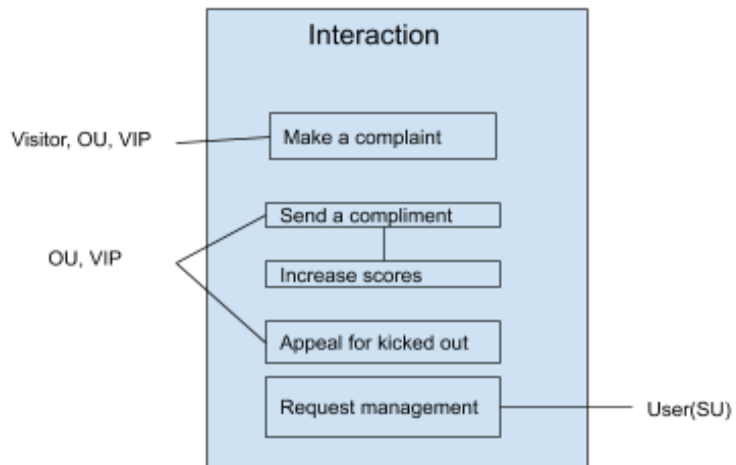 Interaction
Visitor, OU, VIP
Make a complaint
Send a compliment
OU, VIP
Increase scores
Appeal for kicked out
Request management
User(SU)